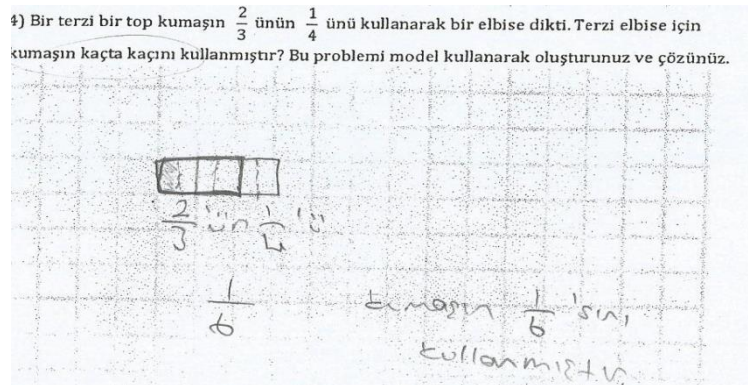 4) Bir terzi bir top kumaşın 2/3 ünün 1/4 ünü kullanarak bir elbise dikti. Terzi elbise için
kumaşın kaçta kaçını kullanmıştır? Bu problemi model kullanarak oluşturunuz ve çözünüz.
2/3 'ün 1/4 'ü
1/6
kumaşın 1/6 'sını
kullanmıştır